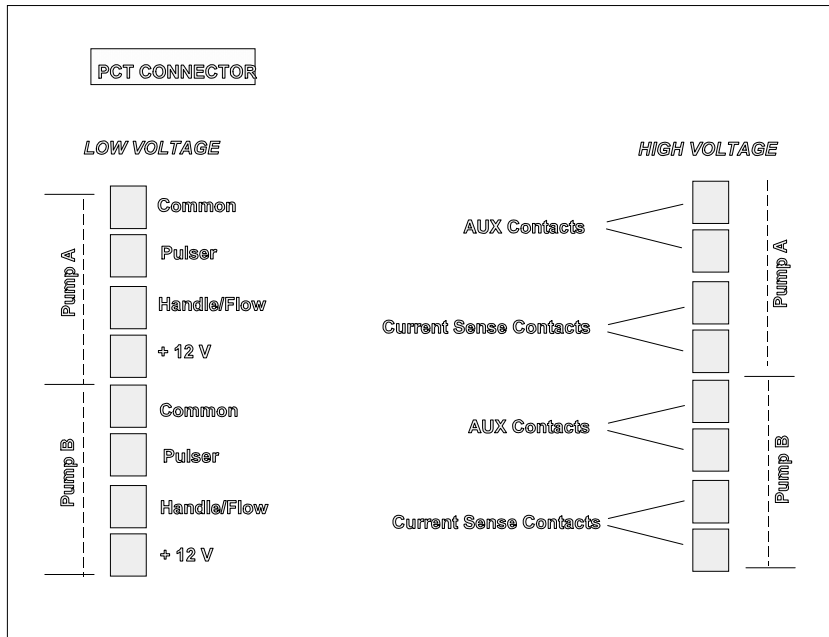 PCT CONNECTOR
LOW VOLTAGE
HIGH VOLTAGE
Pump A
Common
Pulser
Handle/Flow
+ 12 V
Pump B
Common
Pulser
Handle/Flow
+ 12 V
AUX Contacts
Current Sense Contacts
Pump A
AUX Contacts
Current Sense Contacts
Pump B